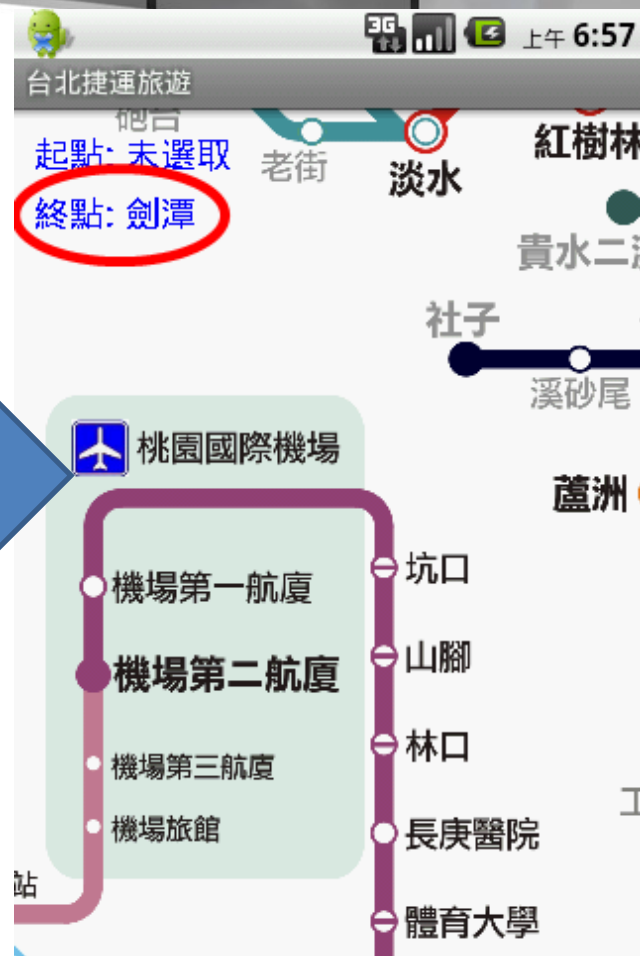 3G 上午 6:57
台北捷運旅遊
砲台
起點: 未選取
老街
淡水
紅樹林
終點: 劍潭
貴水二
社子
溪砂尾
桃園國際機場
蘆洲
坑口
機場第一航廈
山腳
機場第二航廈
林口
機場第三航廈
機場旅館
長庚醫院
站
體育大學